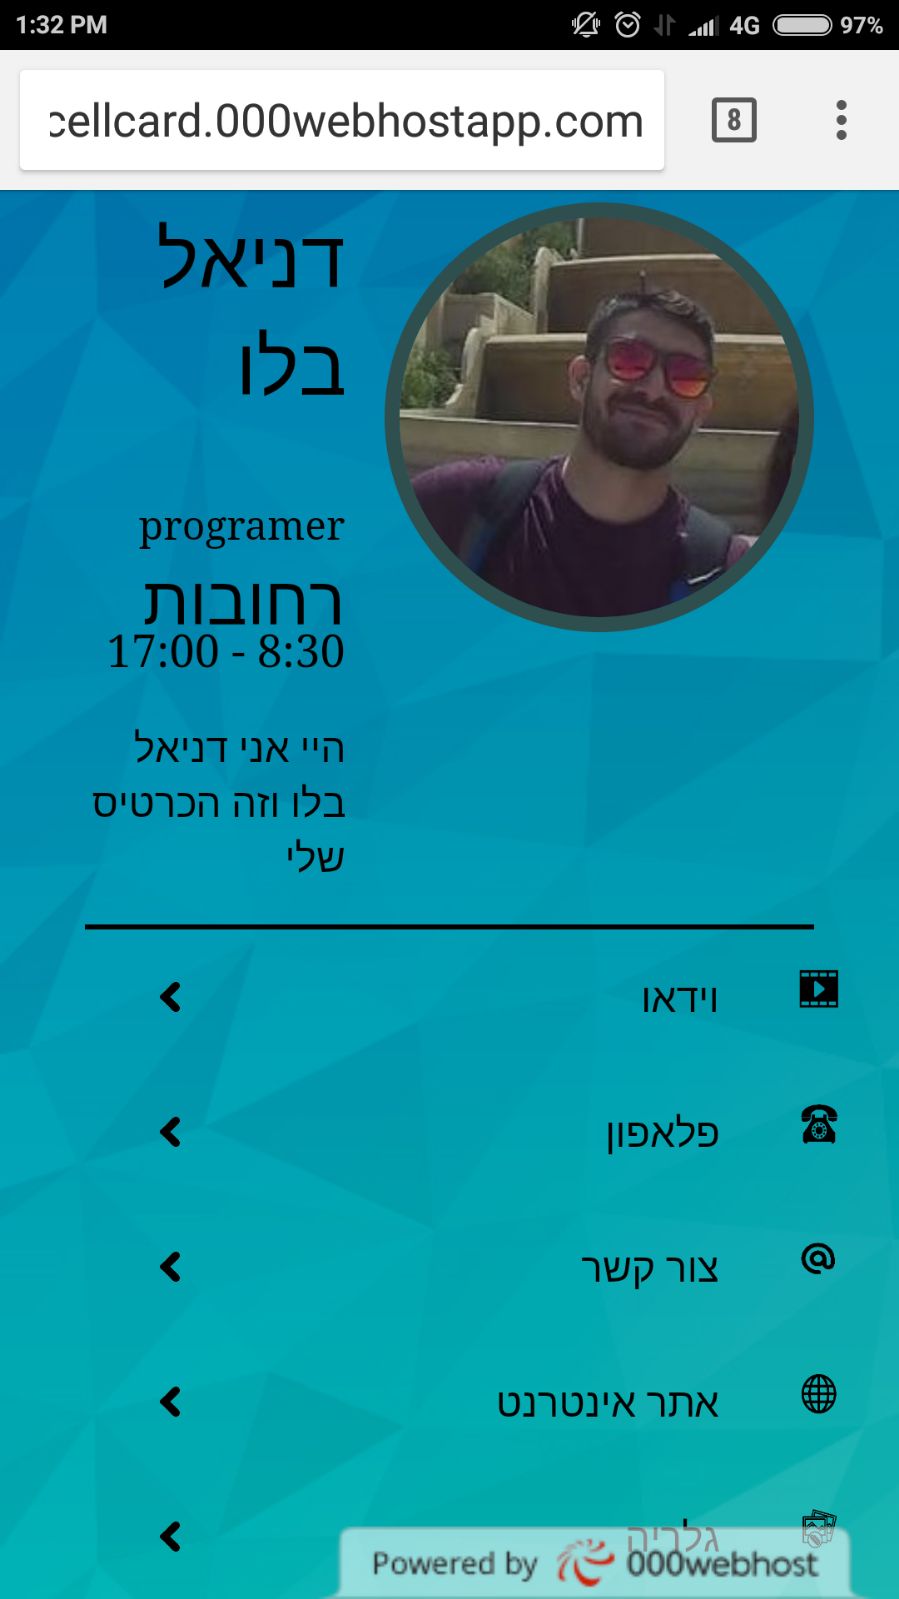 1:32 PM 4G 97%
cellcard.000webhostapp.com 8
דניאל
בלו
programer
רחובות
17:00 - 8:30
היי אני דניאל
בלו וזה הכרטיס
שלי
וידאו
פלאפון
צור קשר
אתר אינטרנט
גלריה
Powered by 000webhost